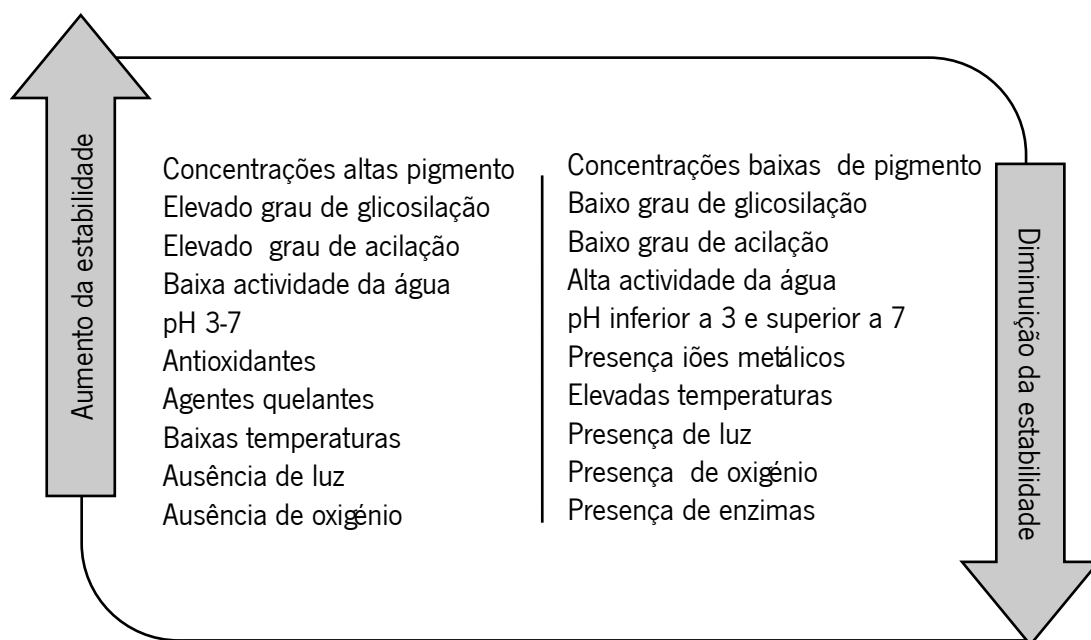 Aumento da estabilidade
Concentrações altas pigmento
Elevado grau de glicosilação
Elevado grau de acilação
Baixa actividade da água
pH 3-7
Antioxidantes
Agentes quelantes
Baixas temperaturas
Ausência de luz
Ausência de oxigénio
Concentrações baixas de pigmento
Baixo grau de glicosilação
Baixo grau de acilação
Alta actividade da água
pH inferior a 3 e superior a 7
Presença iões metálicos
Elevadas temperaturas
Presença de luz
Presença de oxigénio
Presença de enzimas
Diminuição da estabilidade